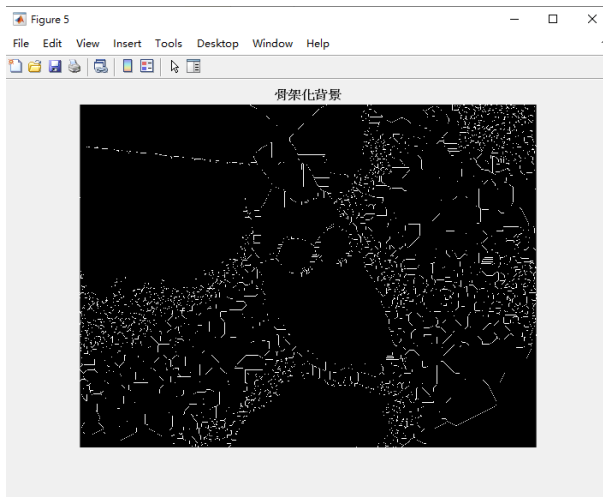 Figure 5
File Edit View Insert Tools Desktop Window Help
骨架化背景